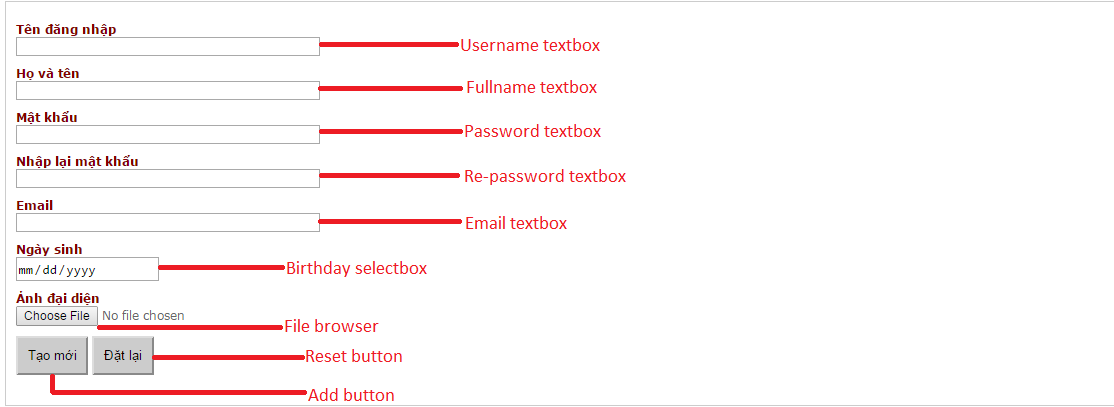 Tên đăng nhập
Username textbox
Họ và tên
Fullname textbox
Mật khẩu
Password textbox
Nhập lại mật khẩu
Re-password textbox
Email
Email textbox
Ngày sinh
mm/dd/yyyy
Birthday selectbox
Ảnh đại diện
Choose File No file chosen
File browser
Tạo mới Đặt lại
Reset button
Add button